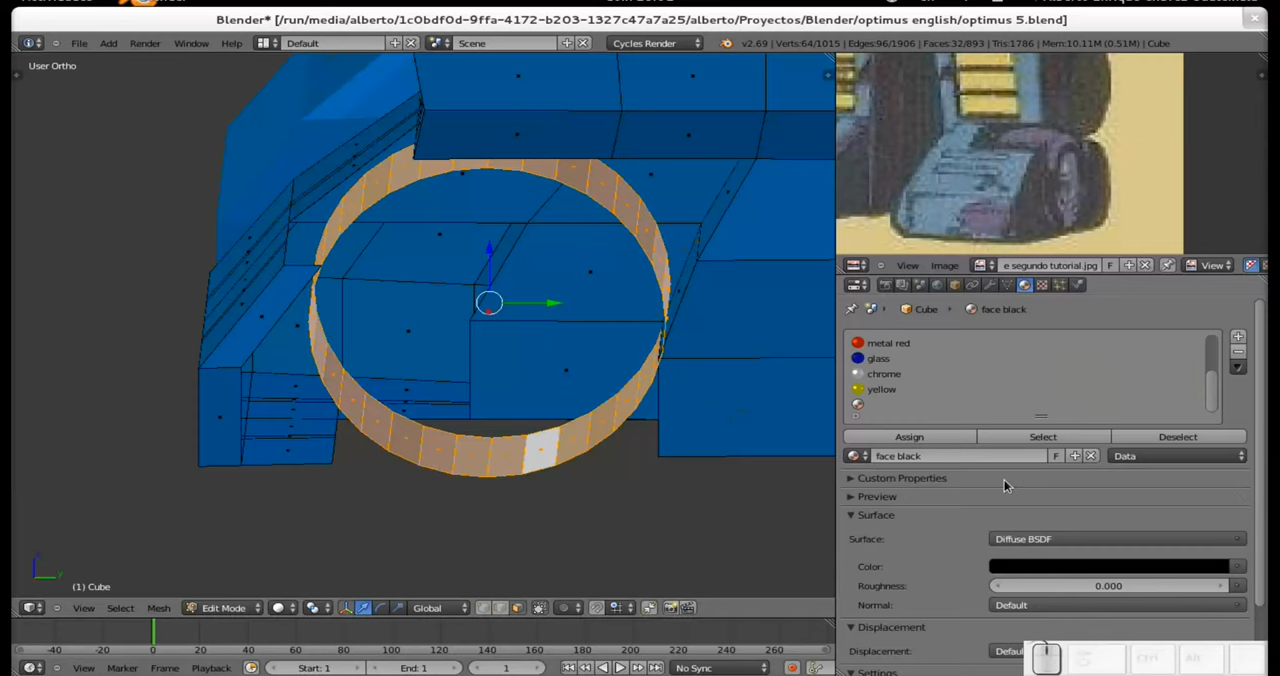 Blender* [/run/media/alberto/1c0bdf0d-9ffa-4172-b203-1327c47a7a25/alberto/Proyectos/Blender/optimus english/optimus 5.blend]
File Add Render Window Help Default Scene Cycles Render v2.69 | Verts:64/1015 | Edges:96/1906 | Faces:32/893 | Tris:1786 | Mem:10.11M (0.51M) | Cube
User Ortho
View Image e segundo tutorial.jpg F View
Cube face black
metal red
glass
chrome
yellow
Assign Select Deselect
face black F Data
Custom Properties
Preview
Surface
Surface: Diffuse BSDF
Color:
Roughness: 0.000
Normal: Default
Displacement
Displacement: Defaul
Settings
Ctrl Alt
z
y
(1) Cube
View Select Mesh Edit Mode Global
-40 -20 0 20 40 60 80 100 120 140 160 180 200 220 240 260
View Marker Frame Playback Start: 1 End: 1 1 No Sync